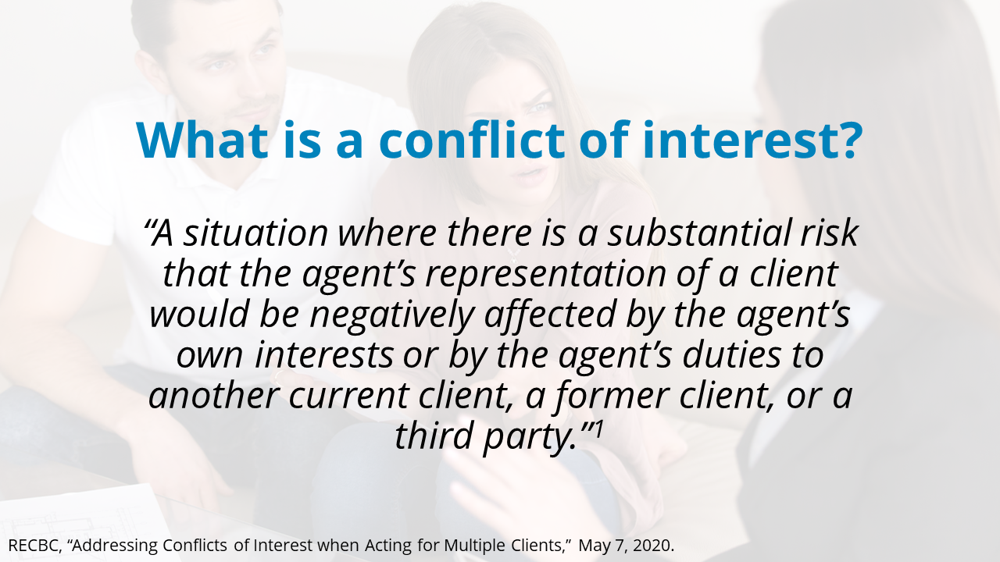 What is a conflict of interest?
“A situation where there is a substantial risk
that the agent’s representation of a client
would be negatively affected by the agent’s
own interests or by the agent’s duties to
another current client, a former client, or a
third party.”1
RECBC, “Addressing Conflicts of Interest when Acting for Multiple Clients,” May 7, 2020.